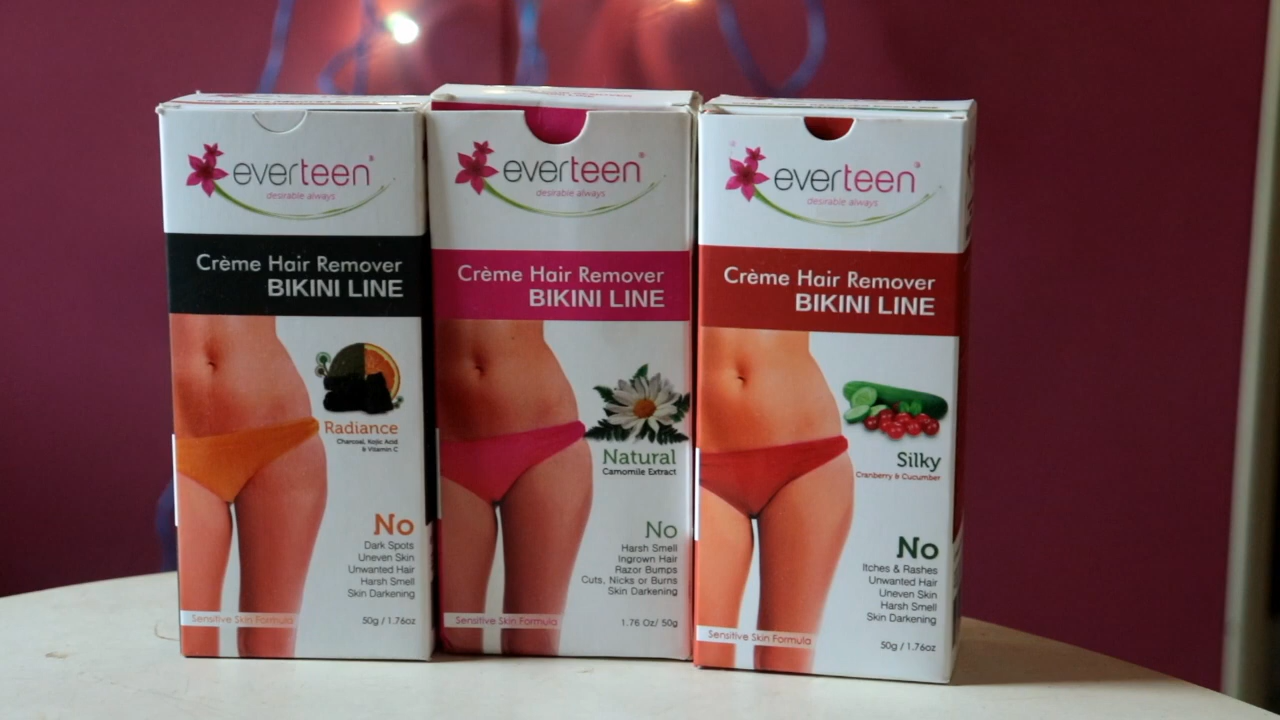 everteen
desirable always
Crème Hair Remover
BIKINI LINE
Radiance
Charcoal, Kojic Acid
& Vitamin C
No
Dark Spots
Uneven Skin
Unwanted Hair
Harsh Smell
Skin Darkening
Sensitive Skin Formula
50g / 1.76oz
everteen
desirable always
Crème Hair Remover
BIKINI LINE
Natural
Camomile Extract
No
Harsh Smell
Ingrown Hair
Razor Bumps
Cuts, Nicks or Burns
Skin Darkening
Sensitive Skin Formula
1.76 Oz/ 50g
everteen
desirable always
Crème Hair Remover
BIKINI LINE
Silky
Cranberry & Cucumber
No
Itches & Rashes
Unwanted Hair
Uneven Skin
Harsh Smell
Skin Darkening
Sensitive Skin Formula
50g / 1.76oz